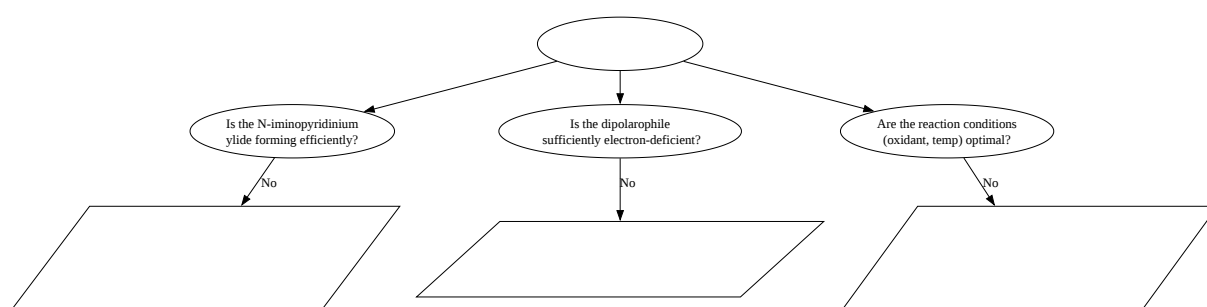 Is the N-iminopyridinium
ylide forming efficiently?
Is the dipolarophile
sufficiently electron-deficient?
Are the reaction conditions
(oxidant, temp) optimal?
No
No
No